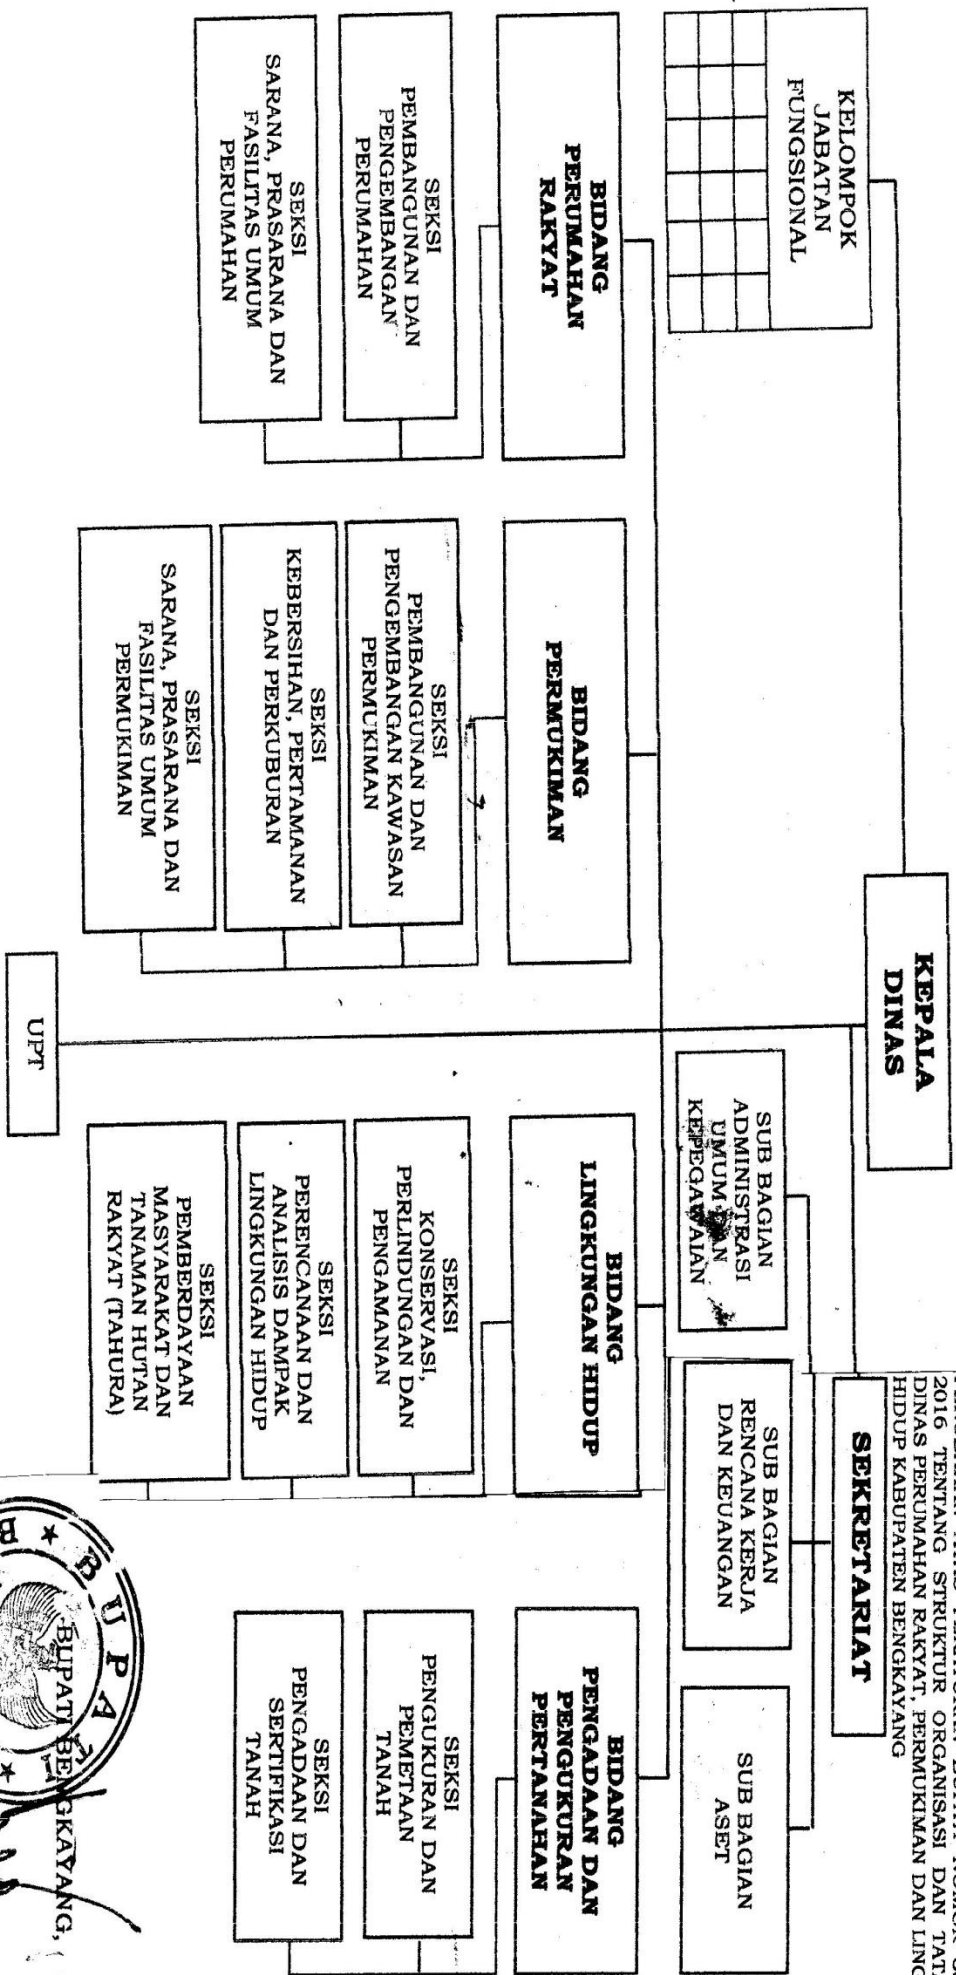 2016 TENTANG STRUKTUR ORGANISASI DAN
DINAS PERUMAHAN RAKYAT, PERMUKIMAN DAN
HIDUP KABUPATEN BENGKAYANG
KEPALA
DINAS
KELOMPOK
JABATAN
FUNGSIONAL
SEKRETARIAT
SUB BAGIAN
ADMINISTRASI
UMUM DAN
KEPEGAWAIAN
SUB BAGIAN
RENCANA KERJA
DAN KEUANGAN
SUB BAGIAN
ASET
BIDANG
PERUMAHAN
RAKYAT
SEKSI
PEMBANGUNAN DAN
PENGEMBANGAN
PERUMAHAN
SEKSI
SARANA, PRASARANA DAN
FASILITAS UMUM
PERUMAHAN
BIDANG
PERMUKIMAN
SEKSI
PEMBANGUNAN DAN
PENGEMBANGAN KAWASAN
PERMUKIMAN
SEKSI
KEBERSIHAN, PERTAMANAN
DAN PERKUBURAN
SEKSI
SARANA, PRASARANA DAN
FASILITAS UMUM
PERMUKIMAN
BIDANG
LINGKUNGAN HIDUP
SEKSI
KONSERVASI,
PERLINDUNGAN DAN
PENGAMANAN
SEKSI
PERENCANAAN DAN
ANALISIS DAMPAK
LINGKUNGAN HIDUP
SEKSI
PEMBERDAYAAN
MASYARAKAT DAN
TANAMAN HUTAN
RAKYAT (TAHURA)
BIDANG
PENGADAAN DAN
PENGUKURAN
PERTANAHAN
SEKSI
PENGUKURAN DAN
PEMETAAN
TANAH
SEKSI
PENGADAAN DAN
SERTIFIKASI
TANAH
UPT
BUPATI BENGKAYANG,
BUPATI